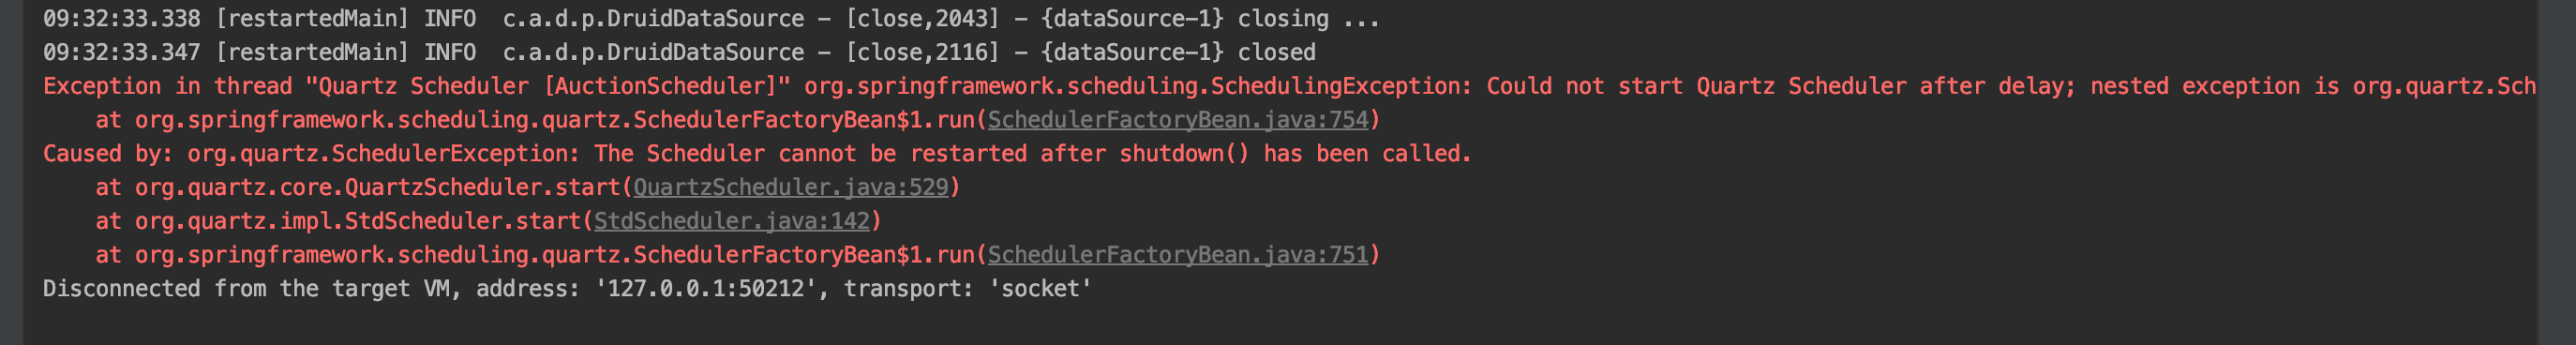 09:32:33.338 [restartedMain] INFO  c.a.d.p.DruidDataSource – [close,2043] – {dataSource-1} closing ...
09:32:33.347 [restartedMain] INFO  c.a.d.p.DruidDataSource – [close,2116] – {dataSource-1} closed
Exception in thread "Quartz Scheduler [AuctionScheduler]" org.springframework.scheduling.SchedulingException: Could not start Quartz Scheduler after delay; nested exception is org.quartz.Sch
    at org.springframework.scheduling.quartz.SchedulerFactoryBean$1.run(SchedulerFactoryBean.java:754)
Caused by: org.quartz.SchedulerException: The Scheduler cannot be restarted after shutdown() has been called.
    at org.quartz.core.QuartzScheduler.start(QuartzScheduler.java:529)
    at org.quartz.impl.StdScheduler.start(StdScheduler.java:142)
    at org.springframework.scheduling.quartz.SchedulerFactoryBean$1.run(SchedulerFactoryBean.java:751)
Disconnected from the target VM, address: '127.0.0.1:50212', transport: 'socket'